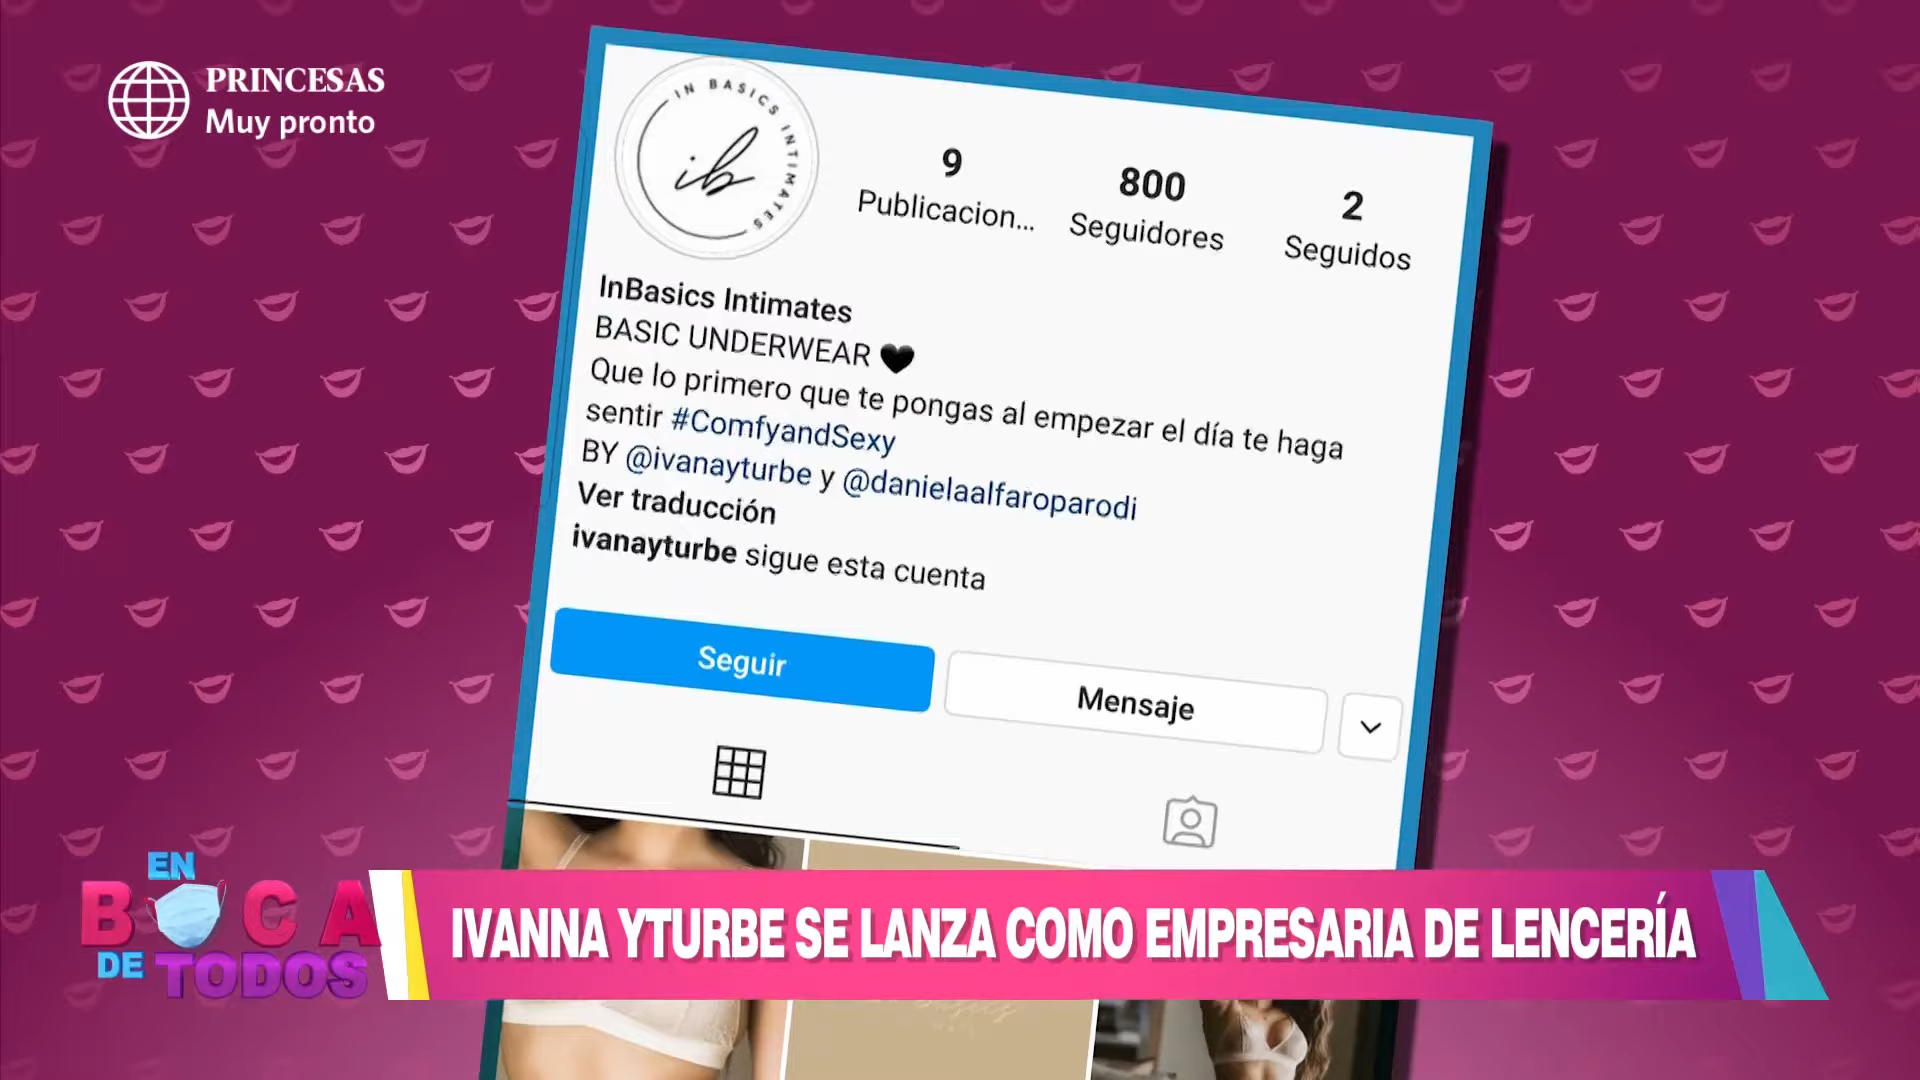 PRINCESAS
Muy pronto
IN BASICS INTIMATES
ib
9
Publicacion...
800
Seguidores
2
Seguidos
InBasics Intimates
BASIC UNDERWEAR 🖤
Que lo primero que te pongas al empezar el día te haga
sentir #ComfyandSexy
BY @ivanayturbe y @danielaalfaroparodi
Ver traducción
ivanayturbe sigue esta cuenta
Seguir
Mensaje
EN
BOCA
DE TODOS
IVANNA YTURBE SE LANZA COMO EMPRESARIA DE LENCERÍA